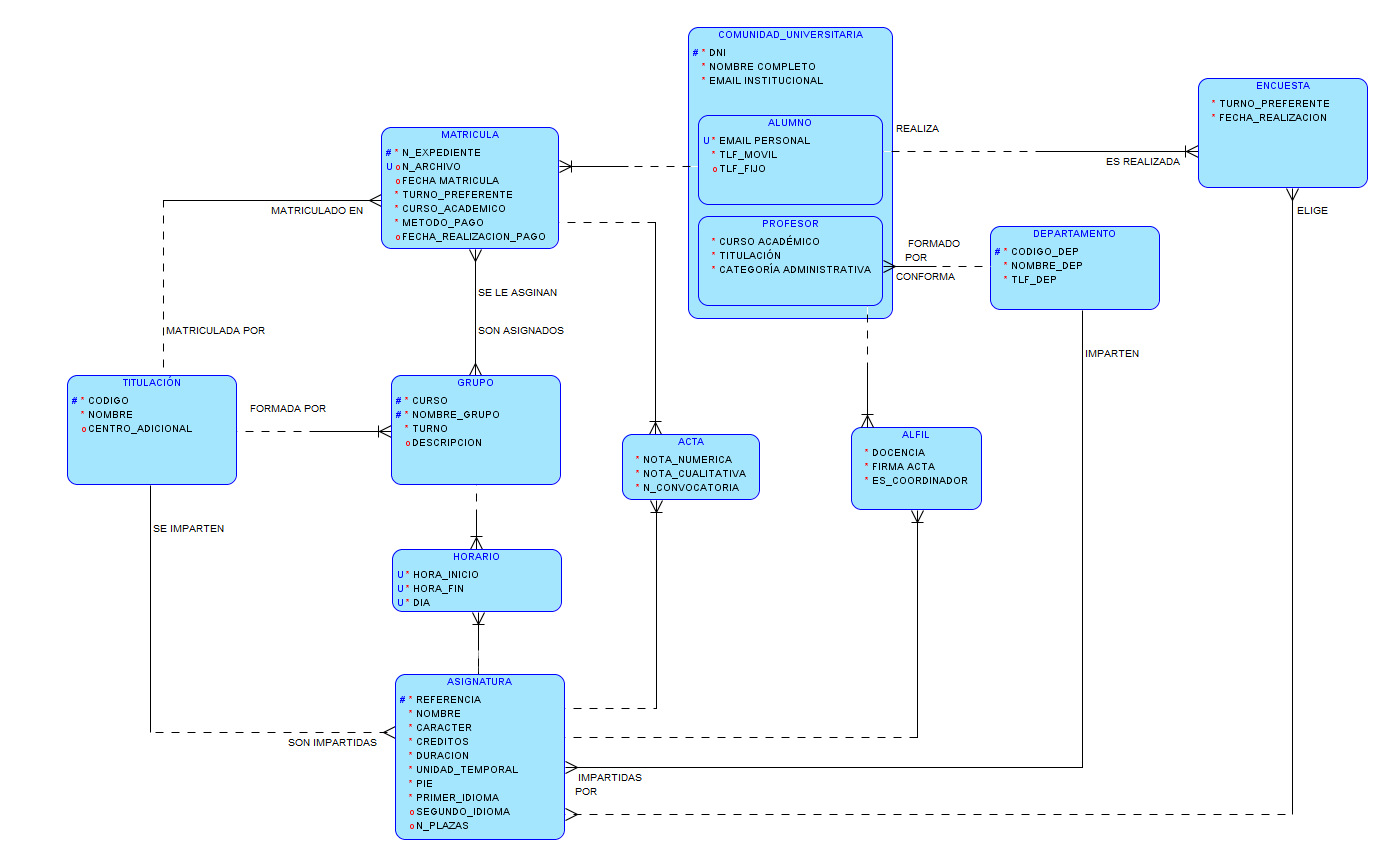 COMUNIDAD_UNIVERSITARIA
# * DNI
* NOMBRE COMPLETO
* EMAIL INSTITUCIONAL
ALUMNO
U * EMAIL PERSONAL
* TLF_MOVIL
o TLF_FIJO
PROFESOR
* CURSO ACADÉMICO
* TITULACIÓN
* CATEGORÍA ADMINISTRATIVA
ENCUESTA
* TURNO_PREFERENTE
* FECHA_REALIZACION
REALIZA
ES REALIZADA
ELIGE
MATRICULA
# * N_EXPEDIENTE
U o N_ARCHIVO
o FECHA MATRICULA
* TURNO_PREFERENTE
* CURSO_ACADEMICO
* METODO_PAGO
o FECHA_REALIZACION_PAGO
MATRICULADO EN
MATRICULADA POR
SE LE ASGINAN
SON ASIGNADOS
FORMADO
POR
CONFORMA
DEPARTAMENTO
# * CODIGO_DEP
* NOMBRE_DEP
* TLF_DEP
IMPARTEN
TITULACIÓN
# * CODIGO
* NOMBRE
o CENTRO_ADICIONAL
FORMADA POR
GRUPO
# * CURSO
# * NOMBRE_GRUPO
* TURNO
o DESCRIPCION
ACTA
* NOTA_NUMERICA
* NOTA_CUALITATIVA
* N_CONVOCATORIA
ALFIL
* DOCENCIA
* FIRMA ACTA
* ES_COORDINADOR
SE IMPARTEN
HORARIO
U * HORA_INICIO
U * HORA_FIN
U * DIA
ASIGNATURA
# * REFERENCIA
* NOMBRE
* CARACTER
* CREDITOS
* DURACION
* UNIDAD_TEMPORAL
* PIE
* PRIMER_IDIOMA
o SEGUNDO_IDIOMA
o N_PLAZAS
SON IMPARTIDAS
IMPARTIDAS
POR